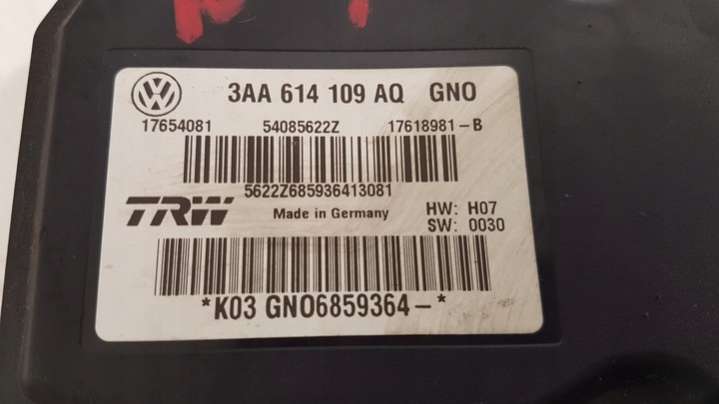 3AA 614 109 AQ GNO
17654081 54085622Z 17618981-B
5622Z685936413081
TRW Made in Germany HW: H07
SW: 0030
*K03 GNO6859364-*